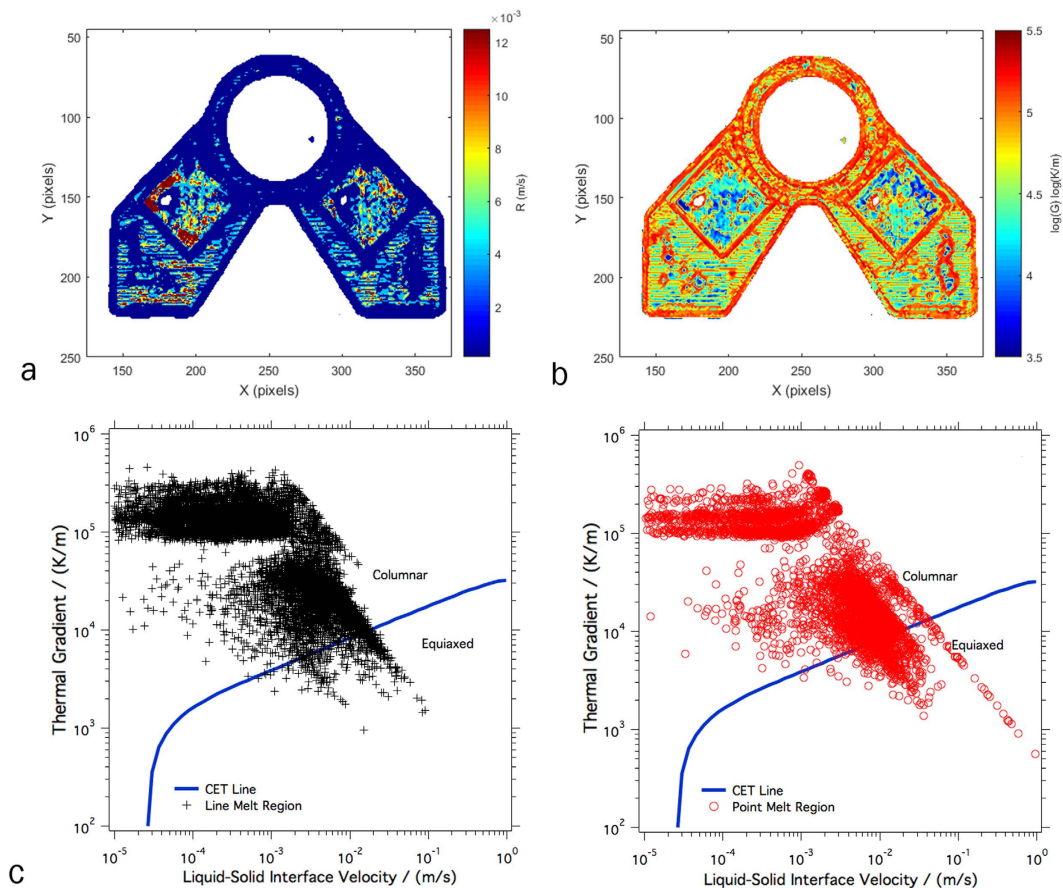 × 10⁻³
45
50
100
150
200
250
150 200 250 300 350
X (pixels)
Y (pixels)
12
10
8
6
4
2
R (m/s)
a
50
100
150
200
250
150 200 250 300 350
X (pixels)
Y (pixels)
5.5
5
4.5
4
3.5
log(G) log(K/m)
b
10⁶
10⁵
10⁴
10³
10²
Thermal Gradient / (K/m)
Columnar
Equiaxed
CET Line
Line Melt Region
10⁻⁵ 10⁻⁴ 10⁻³ 10⁻² 10⁻¹ 10⁰
Liquid-Solid Interface Velocity / (m/s)
10⁶
10⁵
10⁴
10³
10²
Thermal Gradient / (K/m)
Columnar
Equiaxed
CET Line
Point Melt Region
10⁻⁵ 10⁻⁴ 10⁻³ 10⁻² 10⁻¹ 10⁰
Liquid-Solid Interface Velocity / (m/s)
c